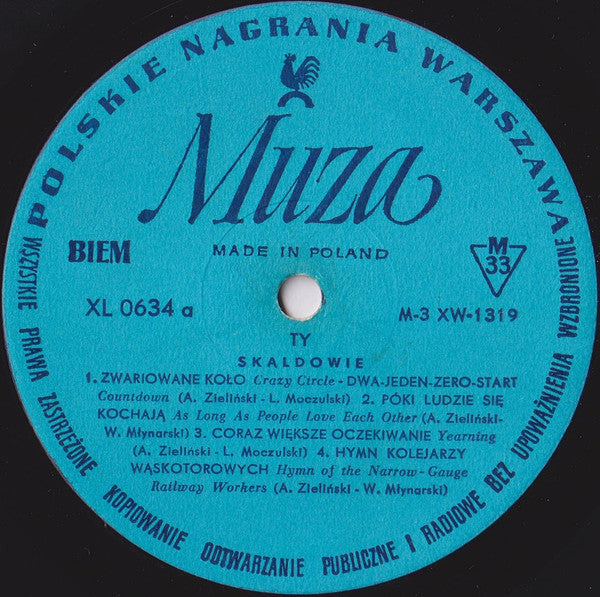 POLSKIE NAGRANIA WARSZAWA
Muza
BIEM
MADE IN POLAND
M
33
XL 0634 a
M-3 XW-1319
TY
SKALDOWIE
1. ZWARIOWANE KOŁO Crazy Circle - DWA-JEDEN-ZERO-START
Countdown (A. Zieliński - L. Moczulski) 2. PÓKI LUDZIE SIĘ
KOCHAJĄ As Long As People Love Each Other (A. Zieliński-
W. Młynarski) 3. CORAZ WIĘKSZE OCZEKIWANIE Yearning
(A. Zieliński - L. Moczulski) 4. HYMN KOLEJARZY
WĄSKOTOROWYCH Hymn of the Narrow-Gauge
Railway Workers (A. Zieliński - W. Młynarski)
WSZYSTKIE PRAWA ZASTRZEŻONE KOPIOWANIE ODTWARZANIE PUBLICZNE I RADIOWE BEZ UPOWAŻNIENIA WZBRONIONE